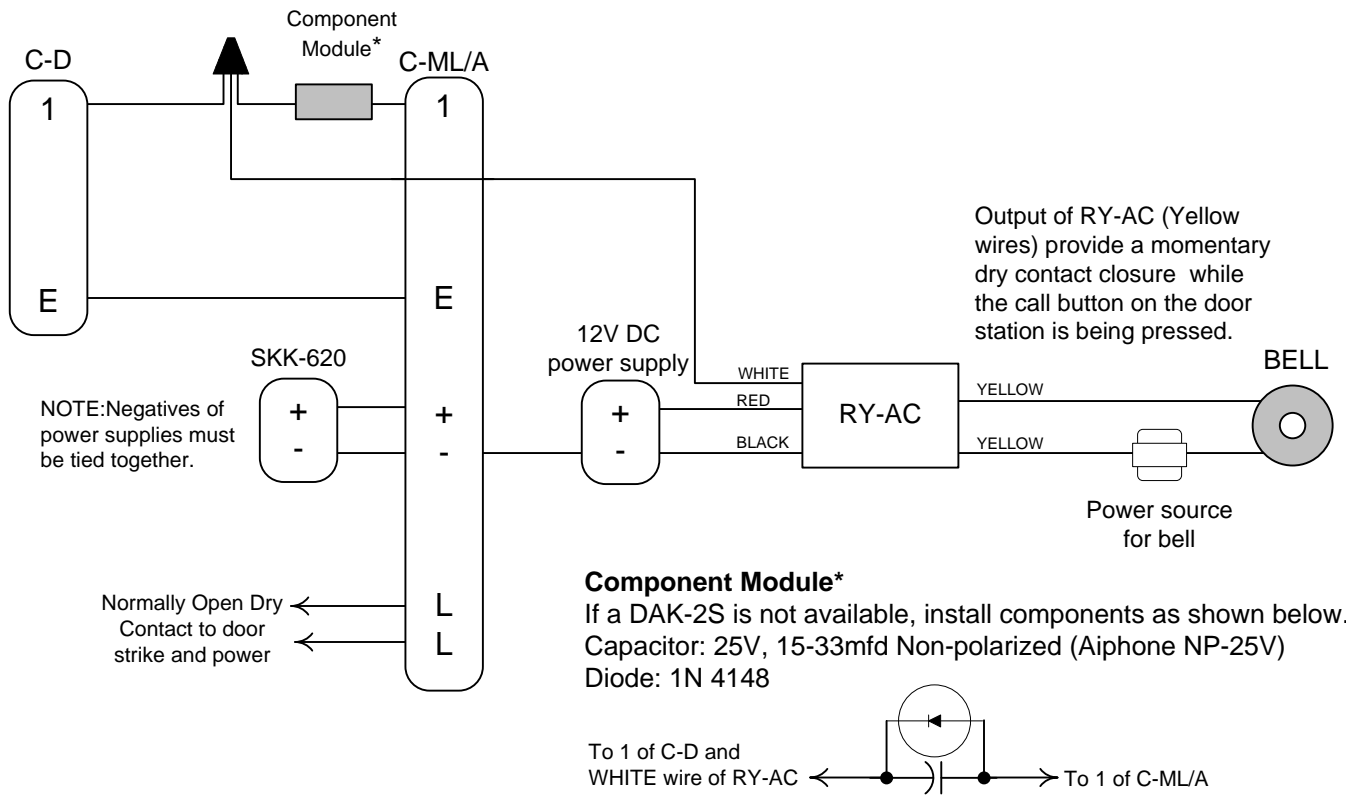 Component
Module*
C-D
C-ML/A
1
1
E
E
Output of RY-AC (Yellow
wires) provide a momentary
dry contact closure while
the call button on the door
station is being pressed.
SKK-620
12V DC
power supply
BELL
NOTE:Negatives of
power supplies must
be tied together.
+
-
+
-
+
-
WHITE
RED
BLACK
RY-AC
YELLOW
YELLOW
Power source
for bell
Normally Open Dry
Contact to door
strike and power
L
L
Component Module*
If a DAK-2S is not available, install components as shown below.
Capacitor: 25V, 15-33mfd Non-polarized (Aiphone NP-25V)
Diode: 1N 4148
To 1 of C-D and
WHITE wire of RY-AC
To 1 of C-ML/A